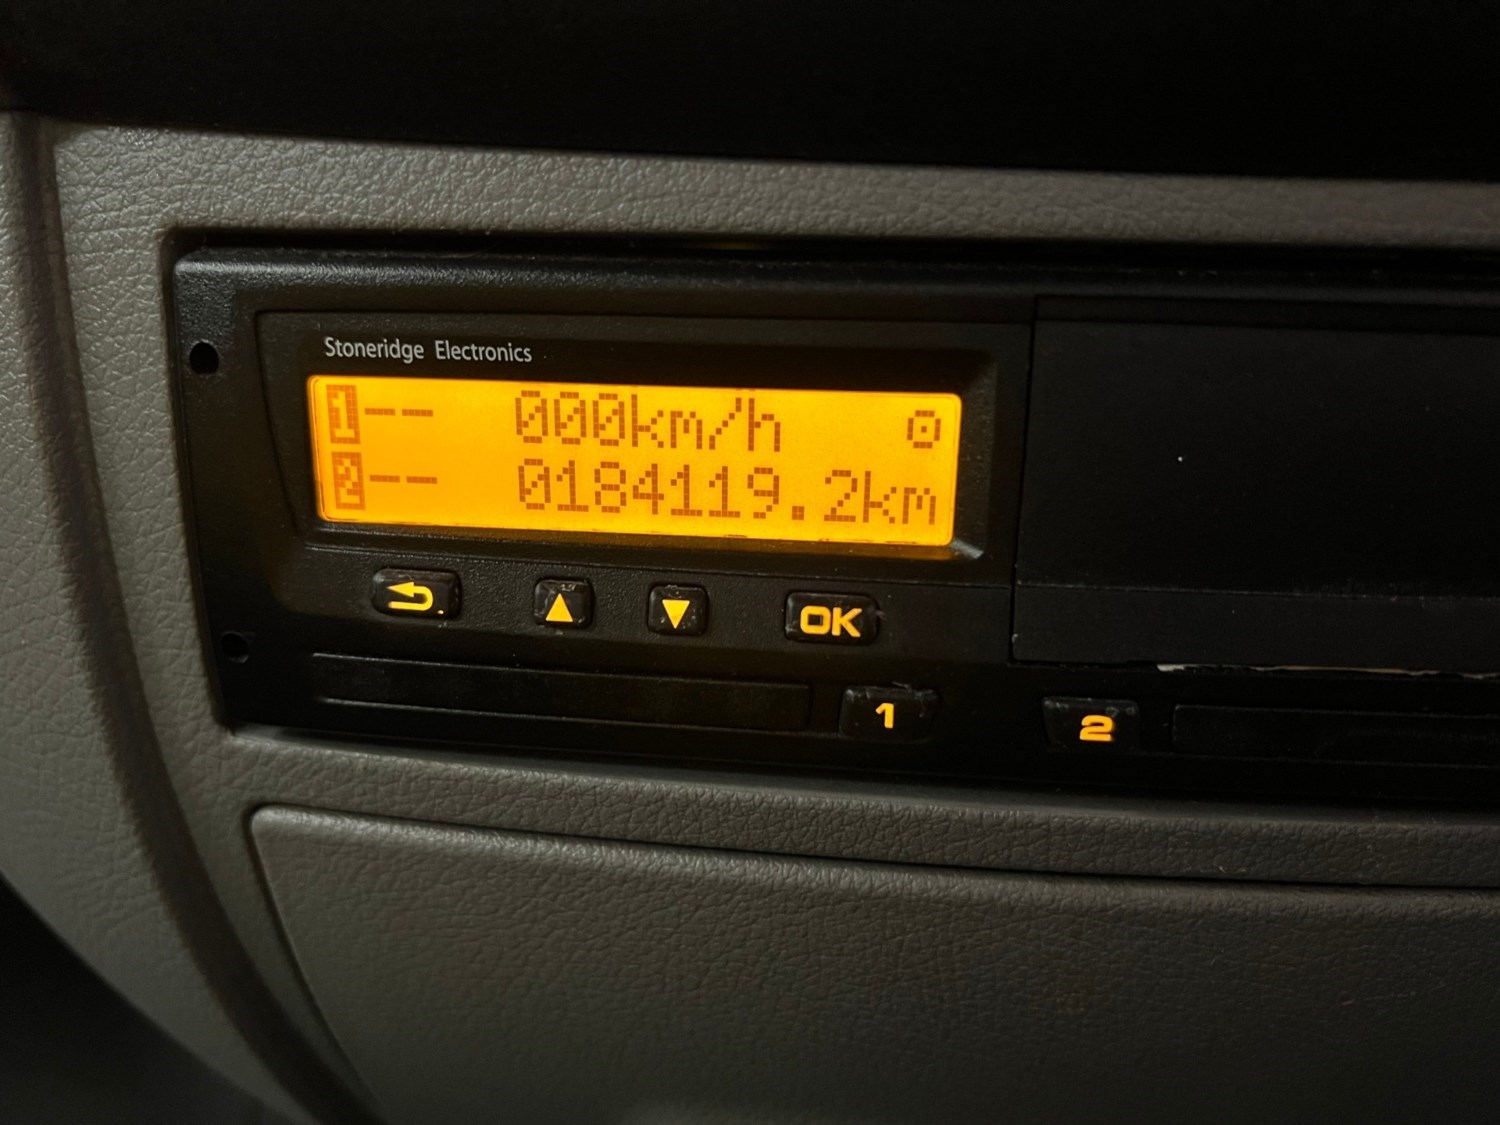 Stoneridge Electronics
1-- 000km/h
2-- 0184119.2km
OK
1
2